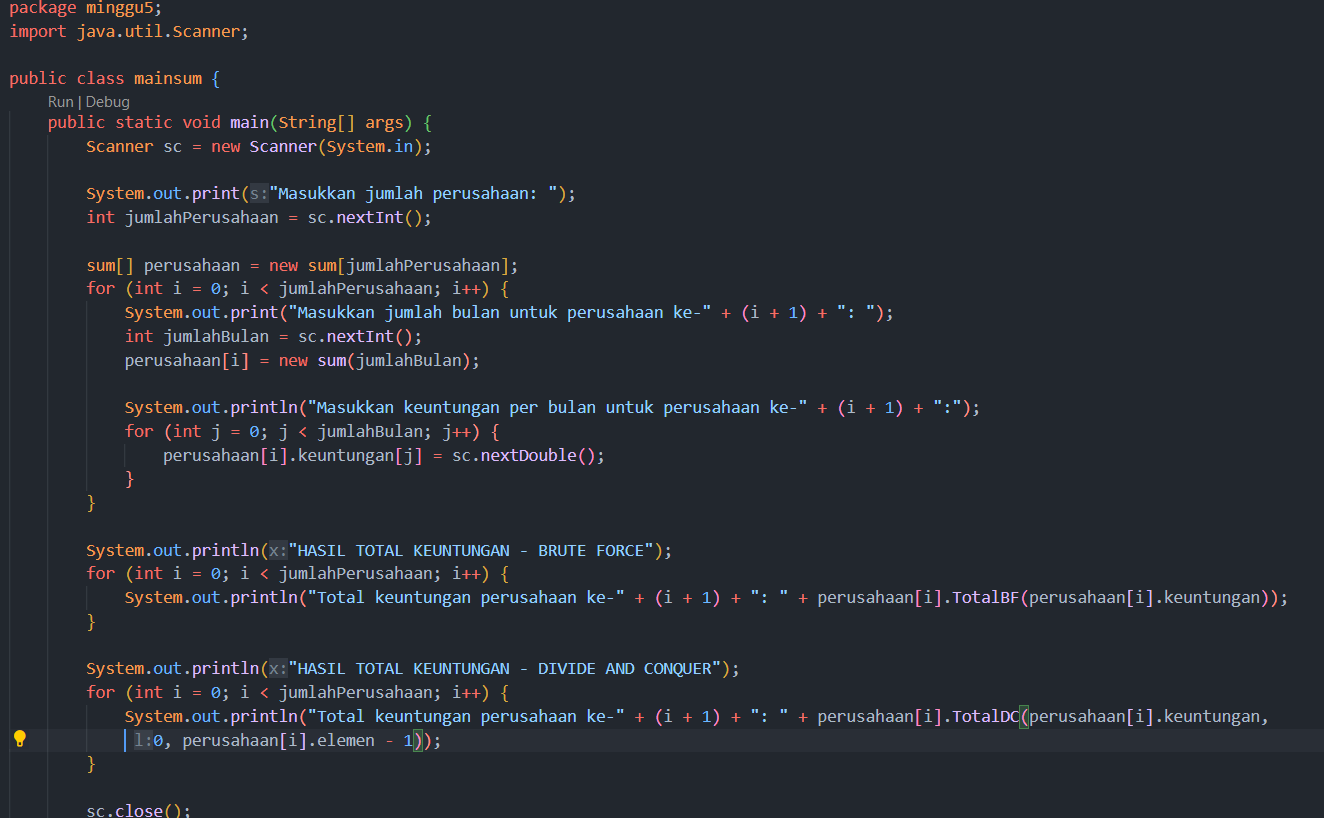 package minggu5;
import java.util.Scanner;
public class mainsum {
Run | Debug
public static void main(String[] args) {
Scanner sc = new Scanner(System.in);
System.out.print(s:"Masukkan jumlah perusahaan: ");
int jumlahPerusahaan = sc.nextInt();
sum[] perusahaan = new sum[jumlahPerusahaan];
for (int i = 0; i < jumlahPerusahaan; i++) {
System.out.print("Masukkan jumlah bulan untuk perusahaan ke-" + (i + 1) + ": ");
int jumlahBulan = sc.nextInt();
perusahaan[i] = new sum(jumlahBulan);
System.out.println("Masukkan keuntungan per bulan untuk perusahaan ke-" + (i + 1) + ":");
for (int j = 0; j < jumlahBulan; j++) {
perusahaan[i].keuntungan[j] = sc.nextDouble();
}
}
System.out.println(x:"HASIL TOTAL KEUNTUNGAN - BRUTE FORCE");
for (int i = 0; i < jumlahPerusahaan; i++) {
System.out.println("Total keuntungan perusahaan ke-" + (i + 1) + ": " + perusahaan[i].TotalBF(perusahaan[i].keuntungan));
}
System.out.println(x:"HASIL TOTAL KEUNTUNGAN - DIVIDE AND CONQUER");
for (int i = 0; i < jumlahPerusahaan; i++) {
System.out.println("Total keuntungan perusahaan ke-" + (i + 1) + ": " + perusahaan[i].TotalDC(perusahaan[i].keuntungan,
l:0, perusahaan[i].elemen - 1));
}
sc.close();